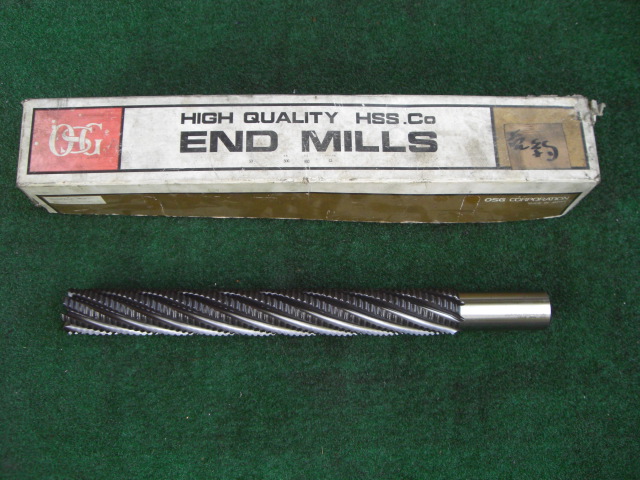 OSG
HIGH QUALITY HSS.Co
END MILLS
OSG CORPORATION